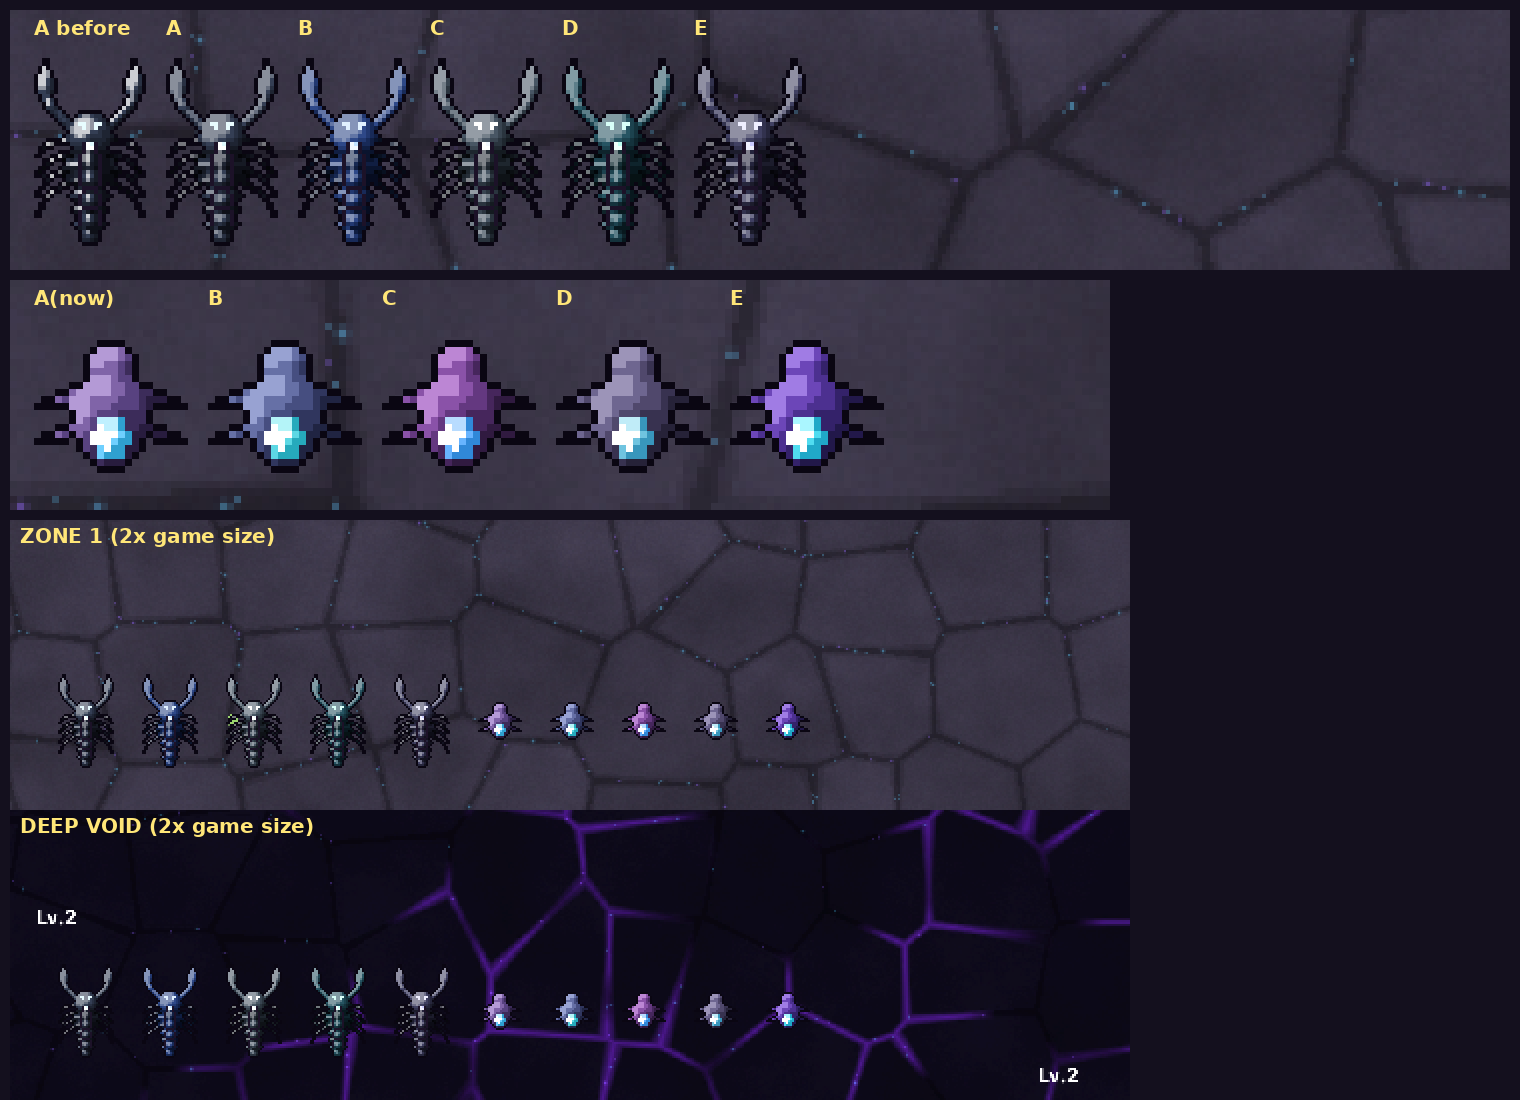 A before A B C D E
A(now) B C D E
ZONE 1 (2x game size)
DEEP VOID (2x game size)
Lv.2
Lv.2